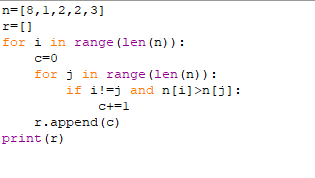 n=[8,1,2,2,3]
r=[]
for i in range(len(n)):
    c=0
    for j in range(len(n)):
        if i!=j and n[i]>n[j]:
            c+=1
    r.append(c)
print(r)